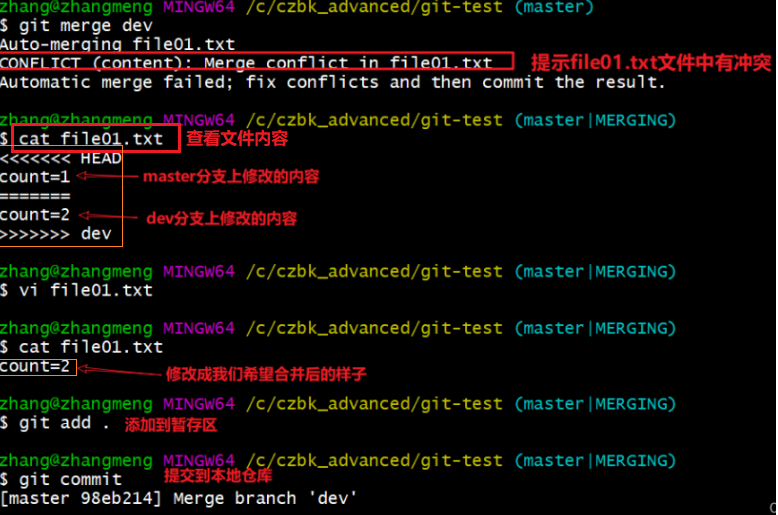 zhang@zhangmeng MINGW64 /c/czbk_advanced/git-test (master)
$ git merge dev
Auto-merging file01.txt
CONFLICT (content): Merge conflict in file01.txt 提示file01.txt文件中有冲突
Automatic merge failed; fix conflicts and then commit the result.
zhang@zhangmeng MINGW64 /c/czbk_advanced/git-test (master|MERGING)
$ cat file01.txt 查看文件内容
<<<<<<< HEAD
count=1 master分支上修改的内容
=======
count=2 dev分支上修改的内容
>>>>>>> dev
zhang@zhangmeng MINGW64 /c/czbk_advanced/git-test (master|MERGING)
$ vi file01.txt
zhang@zhangmeng MINGW64 /c/czbk_advanced/git-test (master|MERGING)
$ cat file01.txt
count=2 修改成我们希望合并后的样子
zhang@zhangmeng MINGW64 /c/czbk_advanced/git-test (master|MERGING)
$ git add . 添加到暂存区
zhang@zhangmeng MINGW64 /c/czbk_advanced/git-test (master|MERGING)
$ git commit 提交到本地仓库
[master 98eb214] Merge branch 'dev'